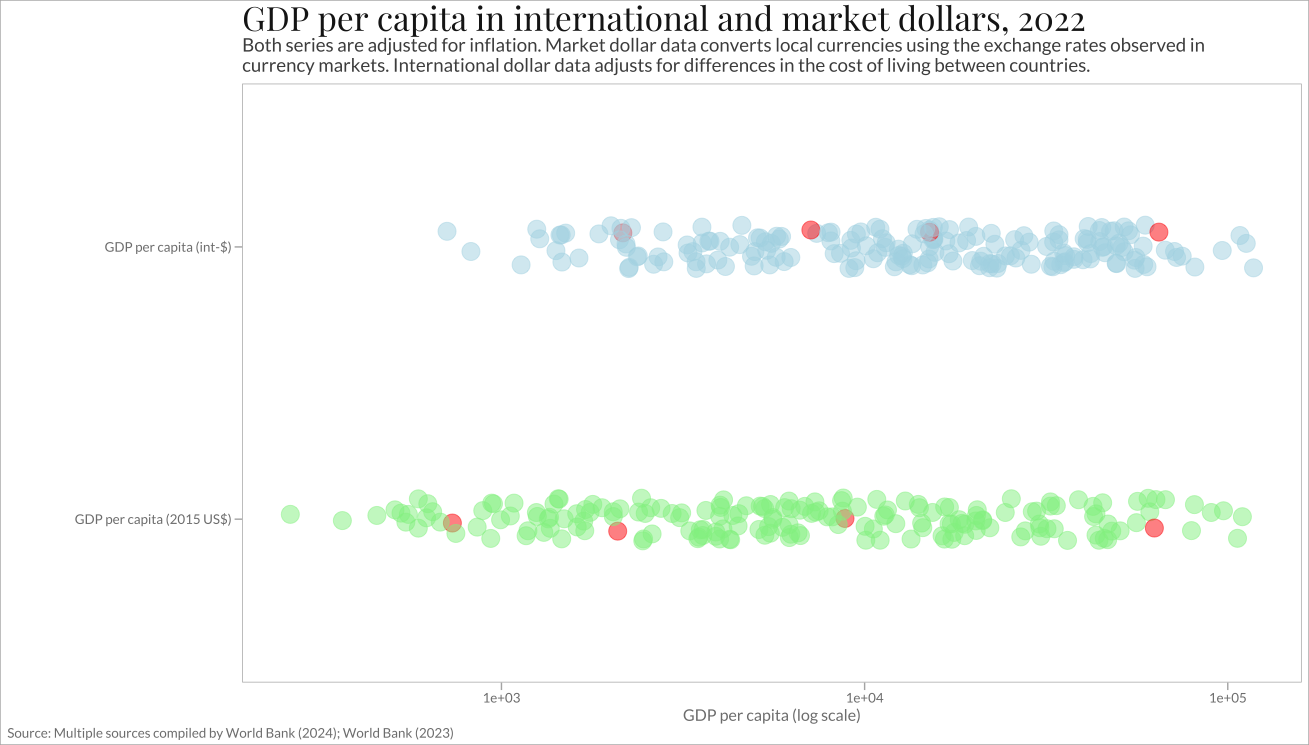 GDP per capita in international and market dollars, 2022
Both series are adjusted for inflation. Market dollar data converts local currencies using the exchange rates observed in
currency markets. International dollar data adjusts for differences in the cost of living between countries.
GDP per capita (int-$)
GDP per capita (2015 US$)
1e+03
1e+04
1e+05
GDP per capita (log scale)
Source: Multiple sources compiled by World Bank (2024); World Bank (2023)